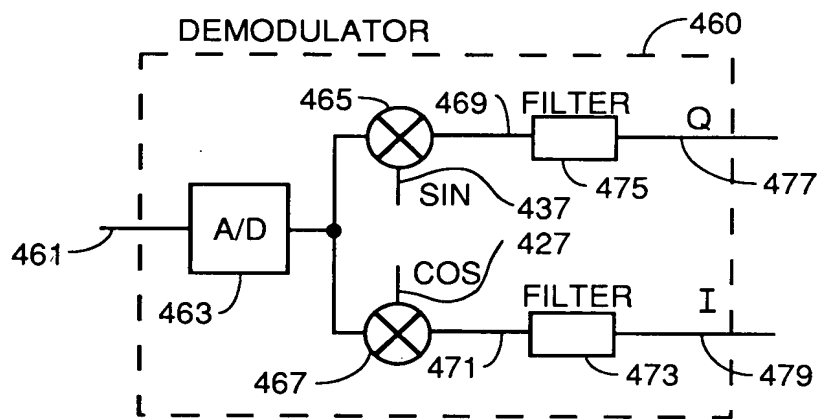 DEMODULATOR
460
465
469
FILTER
Q
SIN
437
475
477
461
A/D
463
427
COS
FILTER
I
467
471
473
479